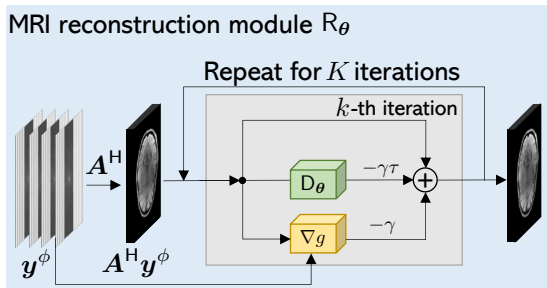 MRI reconstruction module R_θ
Repeat for K iterations
k-th iteration
A^H
D_θ
−γτ
+
∇g
−γ
y^ϕ
A^H y^ϕ